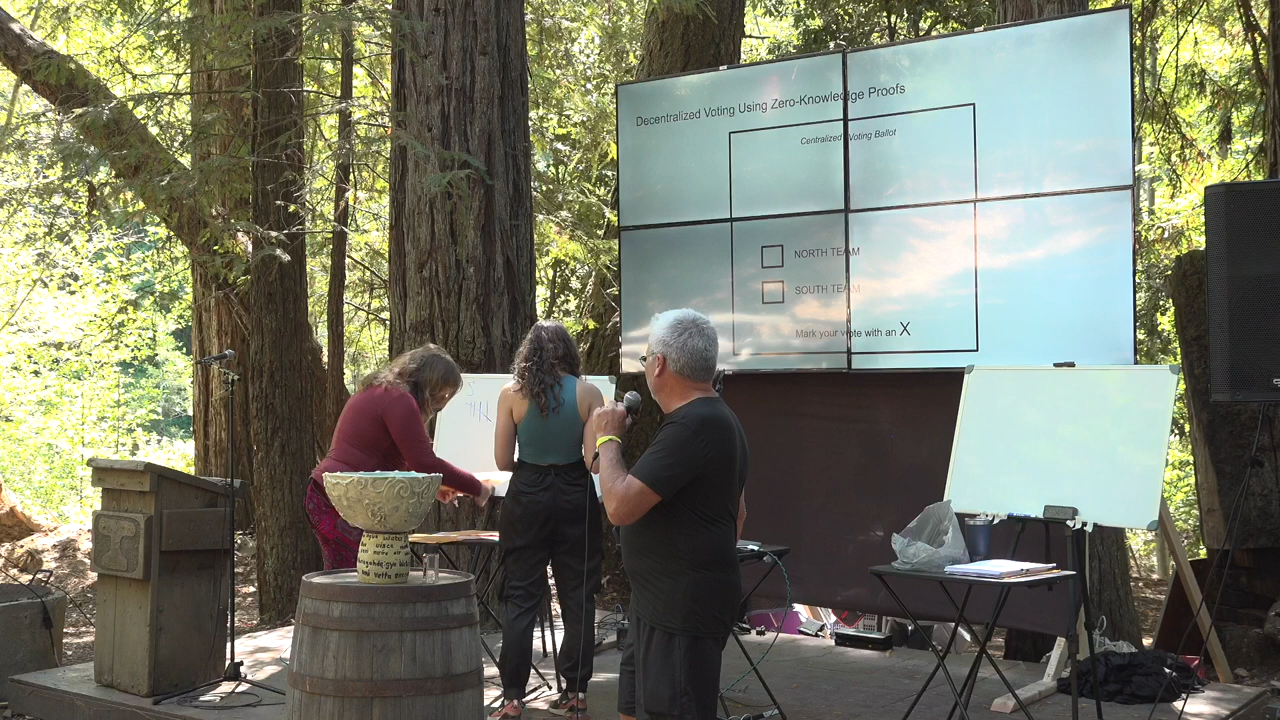 Decentralized Voting Using Zero-Knowledge Proofs
Centralized Voting Ballot
NORTH TEAM
SOUTH TEAM
Mark your vote with an X